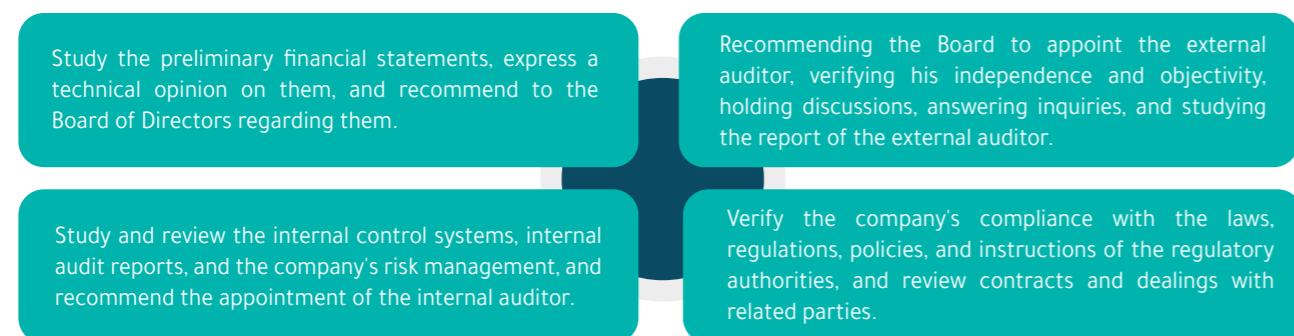 Study the preliminary financial statements, express a
technical opinion on them, and recommend to the
Board of Directors regarding them.
Recommending the Board to appoint the external
auditor, verifying his independence and objectivity,
holding discussions, answering inquiries, and studying
the report of the external auditor.
Study and review the internal control systems, internal
audit reports, and the company's risk management, and
recommend the appointment of the internal auditor.
Verify the company's compliance with the laws,
regulations, policies, and instructions of the regulatory
authorities, and review contracts and dealings with
related parties.